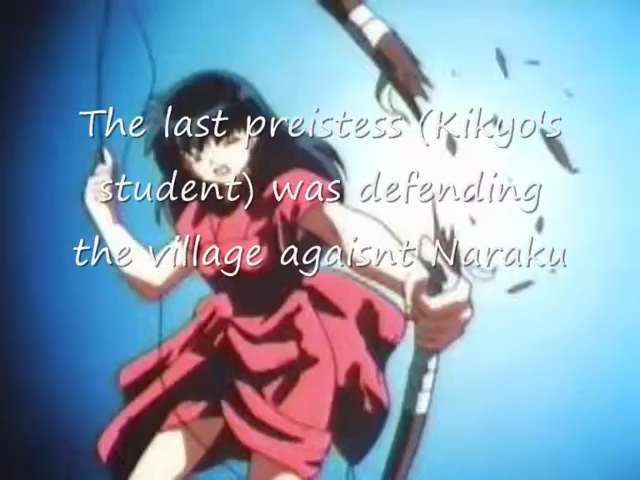 The last preistess (Kikyo's
student) was defending
the village agaisnt Naraku